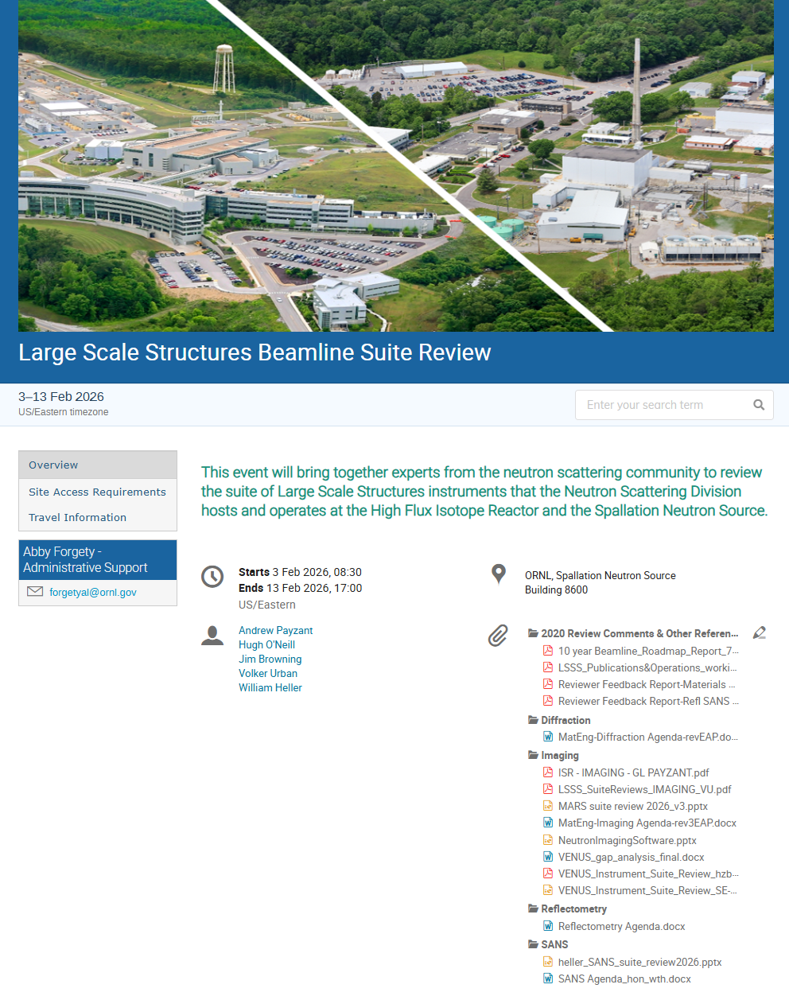 Large Scale Structures Beamline Suite Review
3–13 Feb 2026
US/Eastern timezone
Enter your search term
Overview
Site Access Requirements
Travel Information
Abby Forgety -
Administrative Support
forgetyal@ornl.gov
This event will bring together experts from the neutron scattering community to review
the suite of Large Scale Structures instruments that the Neutron Scattering Division
hosts and operates at the High Flux Isotope Reactor and the Spallation Neutron Source.
Starts 3 Feb 2026, 08:30
Ends 13 Feb 2026, 17:00
US/Eastern
ORNL, Spallation Neutron Source
Building 8600
Andrew Payzant
Hugh O'Neill
Jim Browning
Volker Urban
William Heller
2020 Review Comments & Other Referen...
10 year Beamline_Roadmap_Report_7...
LSSS_Publications&Operations_worki...
Reviewer Feedback Report-Materials ...
Reviewer Feedback Report-Refl SANS ...
Diffraction
MatEng-Diffraction Agenda-revEAP.do...
Imaging
ISR - IMAGING - GL PAYZANT.pdf
LSSS_SuiteReviews_IMAGING_VU.pdf
MARS suite review 2026_v3.pptx
MatEng-Imaging Agenda-rev3EAP.docx
NeutronImagingSoftware.pptx
VENUS_gap_analysis_final.docx
VENUS_Instrument_Suite_Review_hzb...
VENUS_Instrument_Suite_Review_SE-...
Reflectometry
Reflectometry Agenda.docx
SANS
heller_SANS_suite_review2026.pptx
SANS Agenda_hon_wth.docx